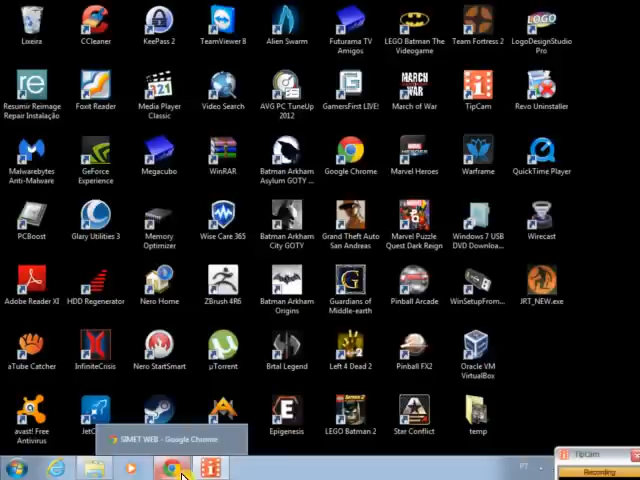 Lixeira
CCleaner
KeePass 2
TeamViewer 8
Alien Swarm
Futurama TV
Amigos
LEGO Batman The
Videogame
Team Fortress 2
LogoDesignStudio
Pro
Resumir Reimage
Repair Instalação
Foxit Reader
Media Player
Classic
Video Search
AVG PC TuneUp
2012
GamersFirst LIVE!
March of War
TipCam
Revo Uninstaller
Malwarebytes
Anti-Malware
GeForce
Experience
Megacubo
WinRAR
Batman Arkham
Asylum GOTY ...
Google Chrome
Marvel Heroes
Warframe
QuickTime Player
PCBoost
Glary Utilities 3
Memory
Optimizer
Wise Care 365
Batman Arkham
City GOTY
Grand Theft Auto
San Andreas
Marvel Puzzle
Quest Dark Reign
Windows 7 USB
DVD Downloa...
Wirecast
Adobe Reader XI
HDD Regenerator
Nero Home
ZBrush 4R6
Batman Arkham
Origins
Guardians of
Middle-earth
Pinball Arcade
WinSetupFrom...
JRT_NEW.exe
aTube Catcher
InfiniteCrisis
Nero StartSmart
µTorrent
Brtal Legend
Left 4 Dead 2
Pinball FX2
Oracle VM
VirtualBox
avast! Free
Antivirus
JetC
Epigenesis
LEGO Batman 2
Star Conflict
temp
SIMET WEB - Google Chrome
PT
TipCam
Recording